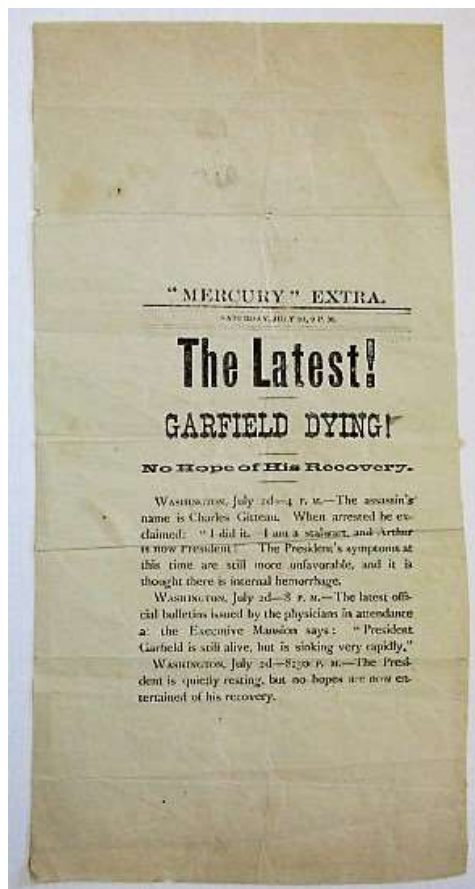 "MERCURY" EXTRA.
SATURDAY, JULY 2d, 9 P. M.
The Latest!
GARFIELD DYING!
No Hope of His Recovery.
WASHINGTON, July 2d—4 P. M.—The assassin's
name is Charles Gitteau. When arrested he ex-
claimed: "I did it. I am a stalwart, and Arthur
is now President!" The President's symptoms at
this time are still more unfavorable, and it is
thought there is internal hemorrhage.
WASHINGTON, July 2d—8 P. M.—The latest offi-
cial bulletins issued by the physicians in attendance
at the Executive Mansion says: "President
Garfield is still alive, but is sinking very rapidly."
WASHINGTON, July 2d—8:30 P. M.—The Presi-
dent is quietly resting, but no hopes are now en-
tertained of his recovery.